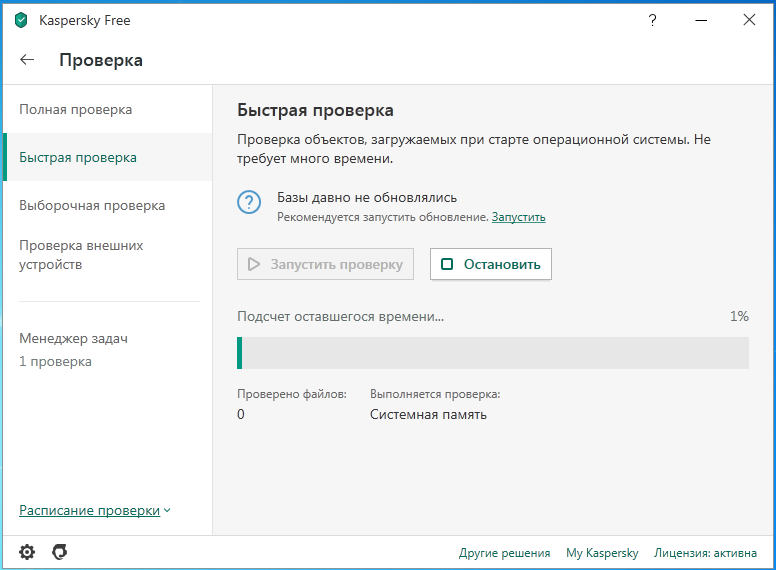 Kaspersky Free
?
Проверка
Полная проверка
Быстрая проверка
Выборочная проверка
Проверка внешних
устройств
Менеджер задач
1 проверка
Расписание проверки
Быстрая проверка
Проверка объектов, загружаемых при старте операционной системы. Не
требует много времени.
?
Базы давно не обновлялись
Рекомендуется запустить обновление. Запустить
Запустить проверку
Остановить
Подсчет оставшегося времени... 1%
Проверено файлов: Выполняется проверка:
0 Системная память
Другие решения My Kaspersky Лицензия: активна